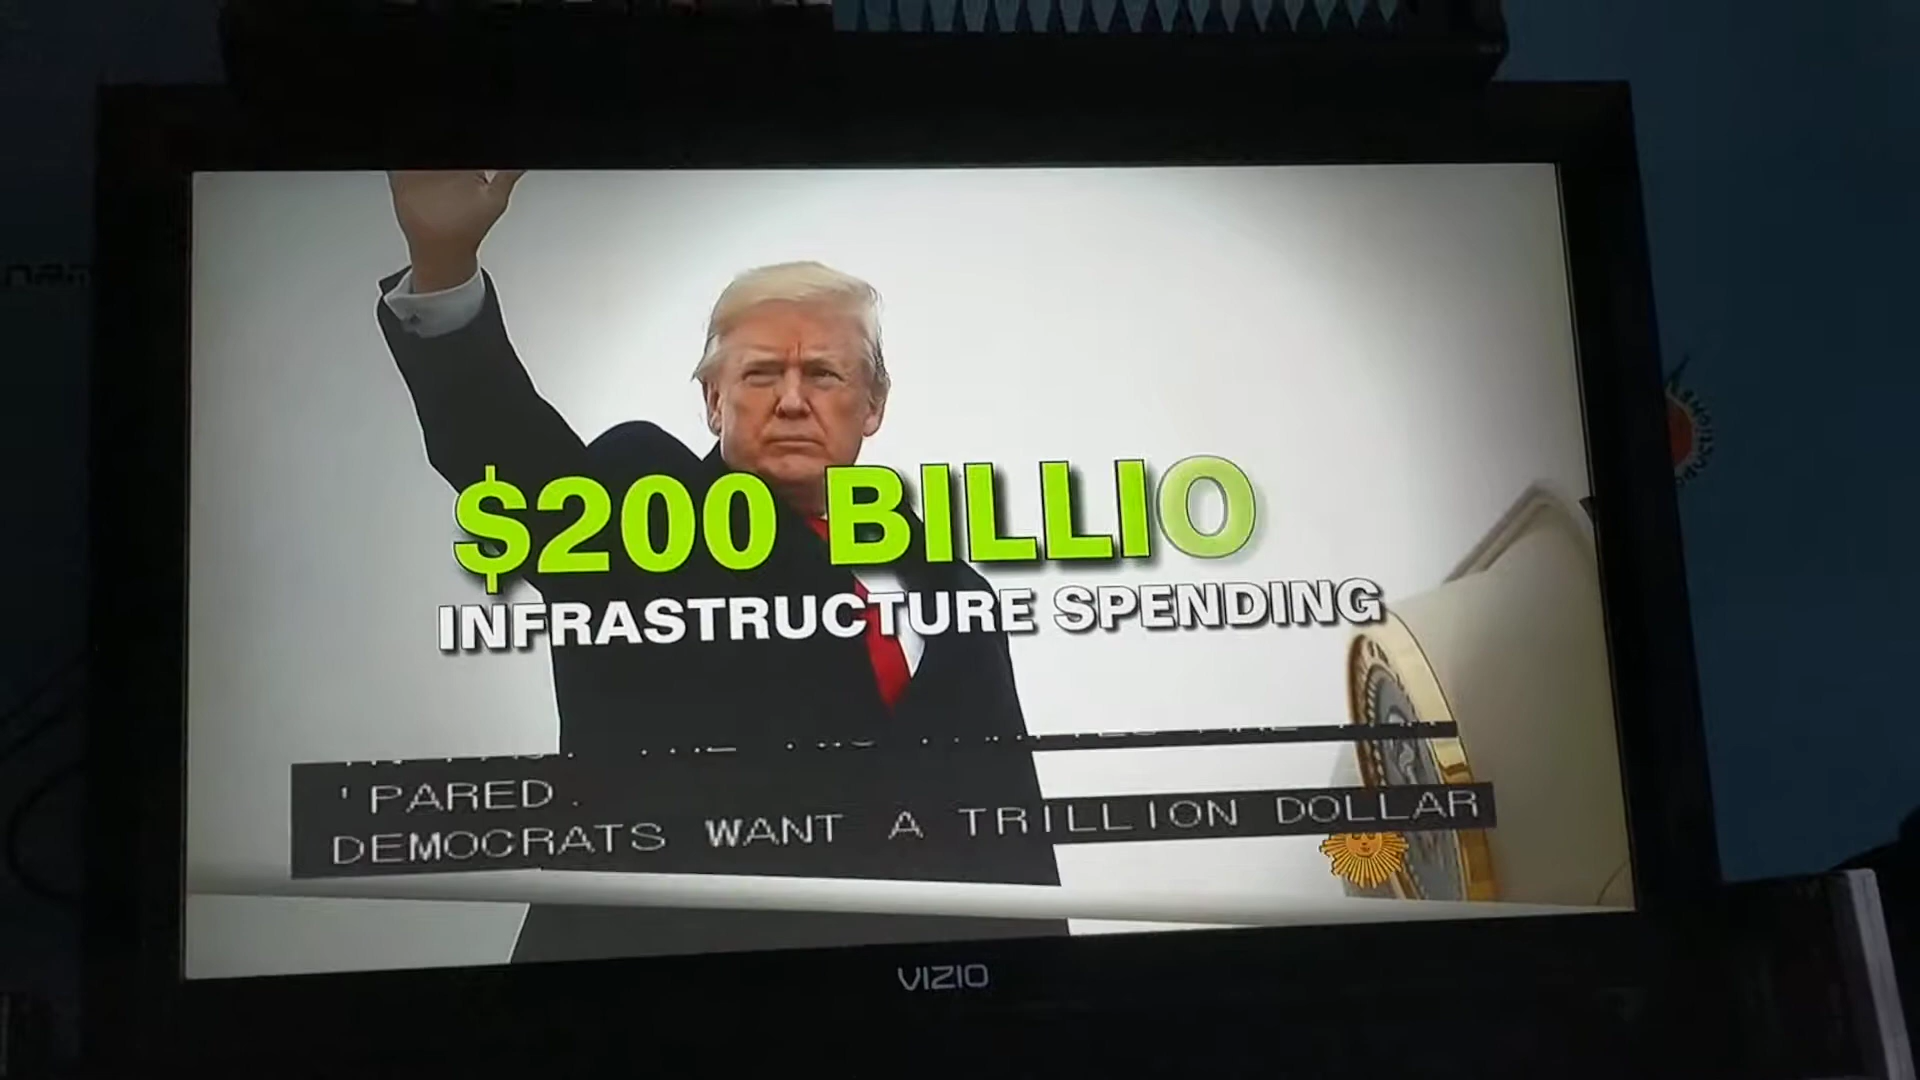 $200 BILLIO
INFRASTRUCTURE SPENDING
'PARED.
DEMOCRATS WANT A TRILLION DOLLAR
VIZIO